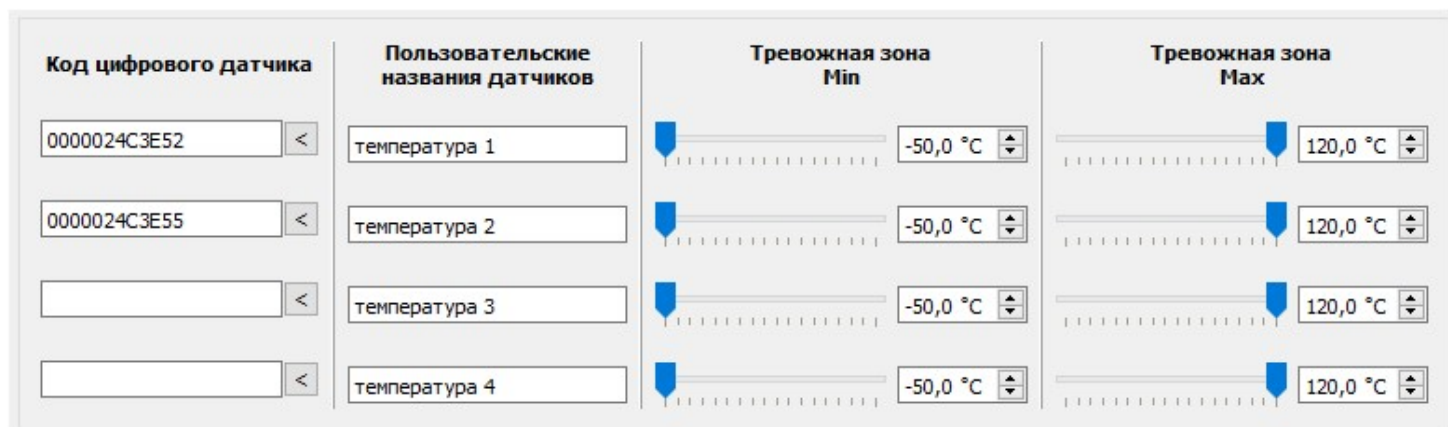 Код цифрового датчика
Пользовательские
названия датчиков
Тревожная зона
Min
Тревожная зона
Max
0000024C3E52 <
температура 1
-50,0 °C
120,0 °C
0000024C3E55 <
температура 2
-50,0 °C
120,0 °C
<
температура 3
-50,0 °C
120,0 °C
<
температура 4
-50,0 °C
120,0 °C